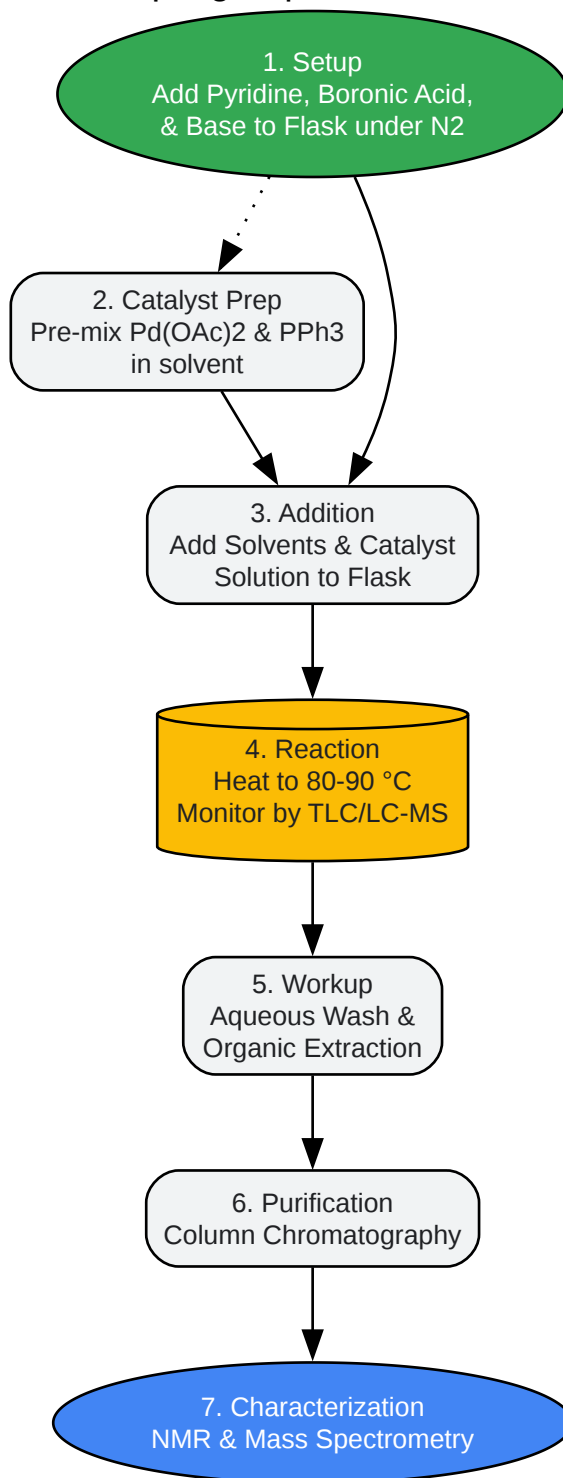 1. Setup
Add Pyridine, Boronic Acid,
& Base to Flask under N2
2. Catalyst Prep
Pre-mix Pd(OAc)2 & PPh3
in solvent
3. Addition
Add Solvents & Catalyst
Solution to Flask
4. Reaction
Heat to 80-90 °C
Monitor by TLC/LC-MS
5. Workup
Aqueous Wash &
Organic Extraction
6. Purification
Column Chromatography
7. Characterization
NMR & Mass Spectrometry